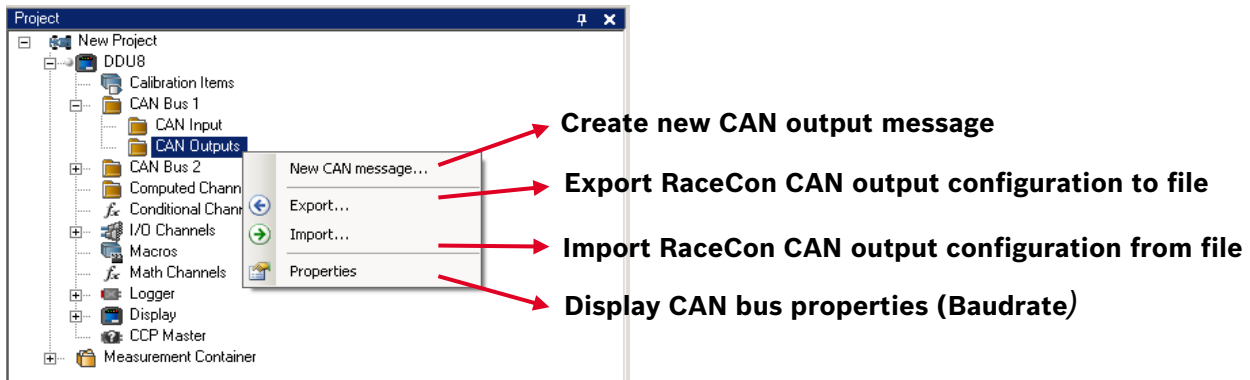 Project
New Project
DDU8
Calibration Items
CAN Bus 1
CAN Input
CAN Outputs
CAN Bus 2
Computed Chann
fx Conditional Chann
I/O Channels
Macros
fx Math Channels
Logger
Display
CCP Master
Measurement Container
New CAN message...
Export...
Import...
Properties
Create new CAN output message
Export RaceCon CAN output configuration to file
Import RaceCon CAN output configuration from file
Display CAN bus properties (Baudrate)